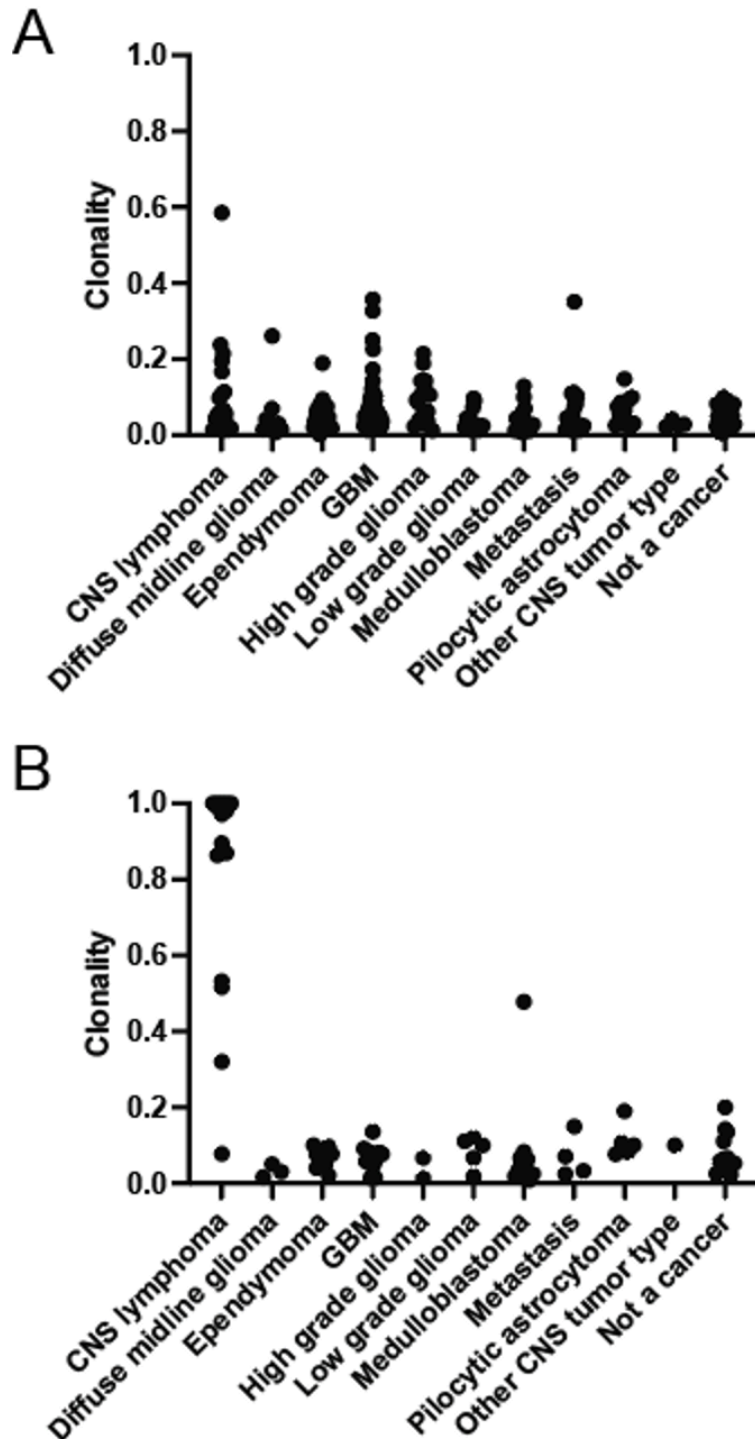 A
1.0
0.8
0.6
0.4
0.2
0.0
Clonality
CNS lymphoma
Diffuse midline glioma
Ependymoma
GBM
High grade glioma
Low grade glioma
Medulloblastoma
Metastasis
Pilocytic astrocytoma
Other CNS tumor type
Not a cancer
B
1.0
0.8
0.6
0.4
0.2
0.0
Clonality
CNS lymphoma
Diffuse midline glioma
Ependymoma
GBM
High grade glioma
Low grade glioma
Medulloblastoma
Metastasis
Pilocytic astrocytoma
Other CNS tumor type
Not a cancer